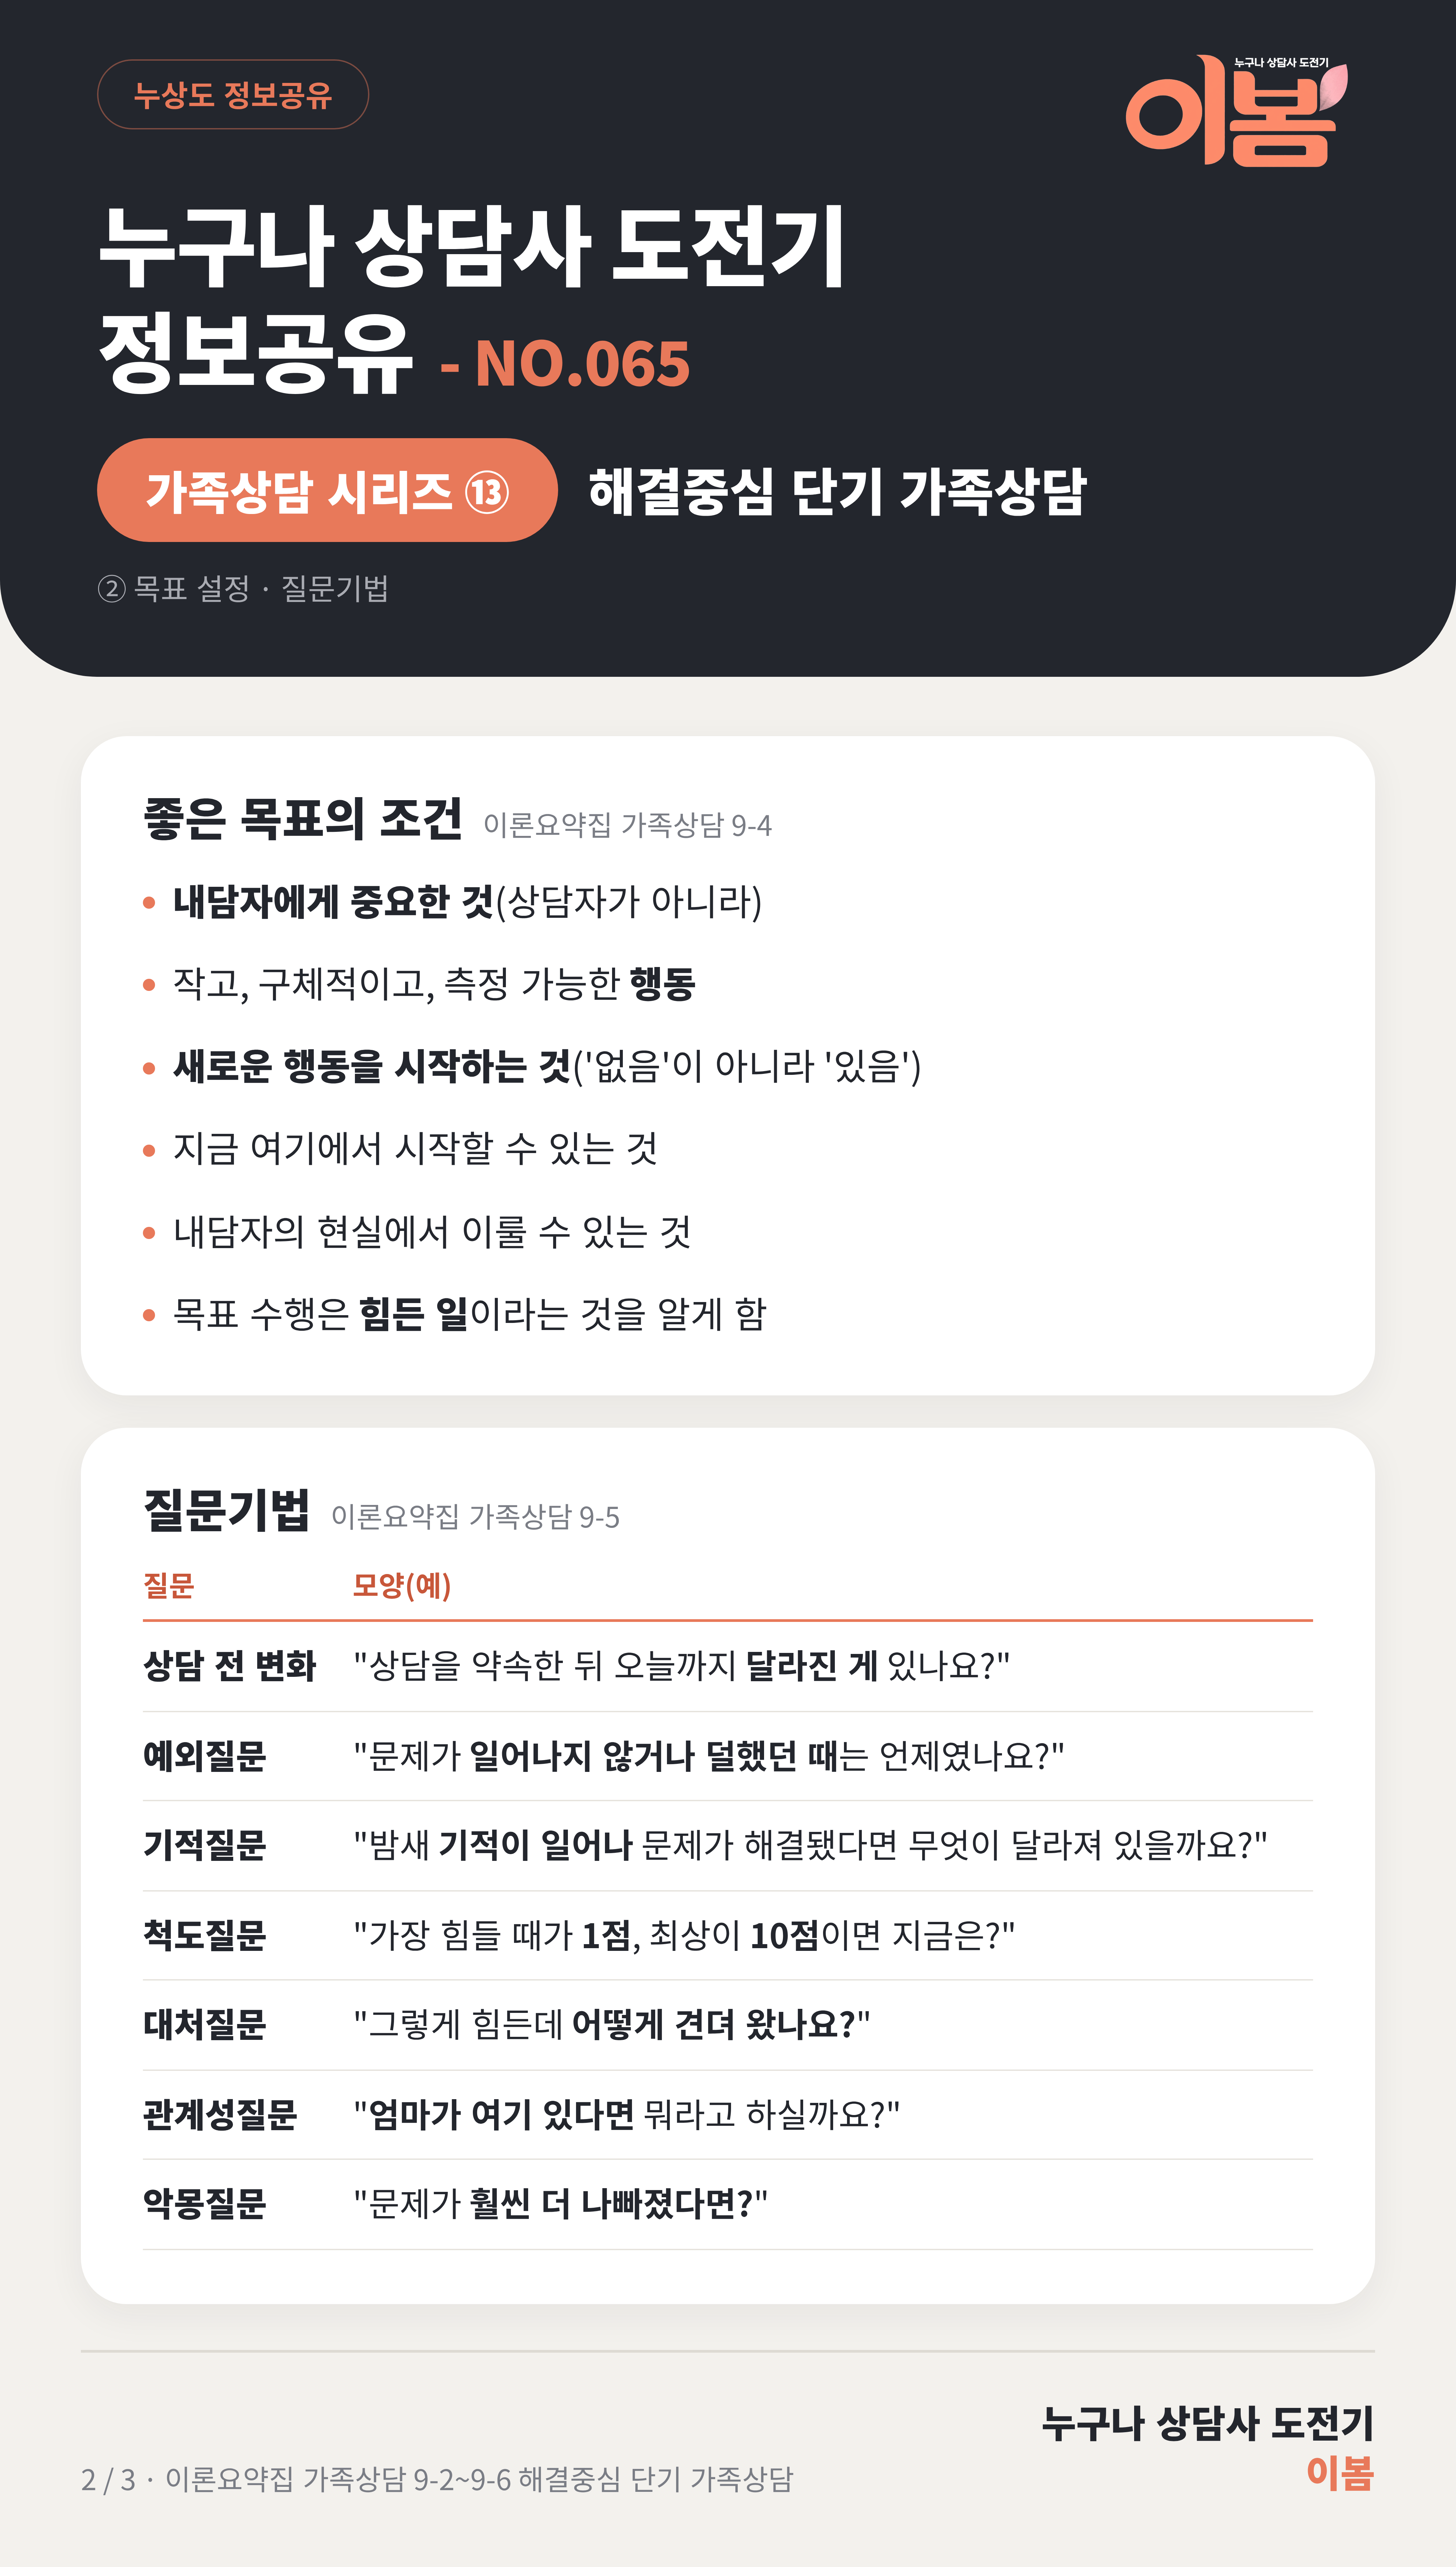 누상도 정보공유
누구나 상담사 도전기
이봄
누구나 상담사 도전기
정보공유 - NO.065
가족상담 시리즈 ⑬ 해결중심 단기 가족상담
② 목표 설정 · 질문기법
좋은 목표의 조건 이론요약집 가족상담 9-4
• 내담자에게 중요한 것(상담자가 아니라)
• 작고, 구체적이고, 측정 가능한 행동
• 새로운 행동을 시작하는 것('없음'이 아니라 '있음')
• 지금 여기에서 시작할 수 있는 것
• 내담자의 현실에서 이룰 수 있는 것
• 목표 수행은 힘든 일이라는 것을 알게 함
질문기법 이론요약집 가족상담 9-5
질문 모양(예)
상담 전 변화 "상담을 약속한 뒤 오늘까지 달라진 게 있나요?"
예외질문 "문제가 일어나지 않거나 덜했던 때는 언제였나요?"
기적질문 "밤새 기적이 일어나 문제가 해결됐다면 무엇이 달라져 있을까요?"
척도질문 "가장 힘들 때가 1점, 최상이 10점이면 지금은?"
대처질문 "그렇게 힘든데 어떻게 견뎌 왔나요?"
관계성질문 "엄마가 여기 있다면 뭐라고 하실까요?"
악몽질문 "문제가 훨씬 더 나빠졌다면?"
누구나 상담사 도전기
이봄
2 / 3 · 이론요약집 가족상담 9-2~9-6 해결중심 단기 가족상담